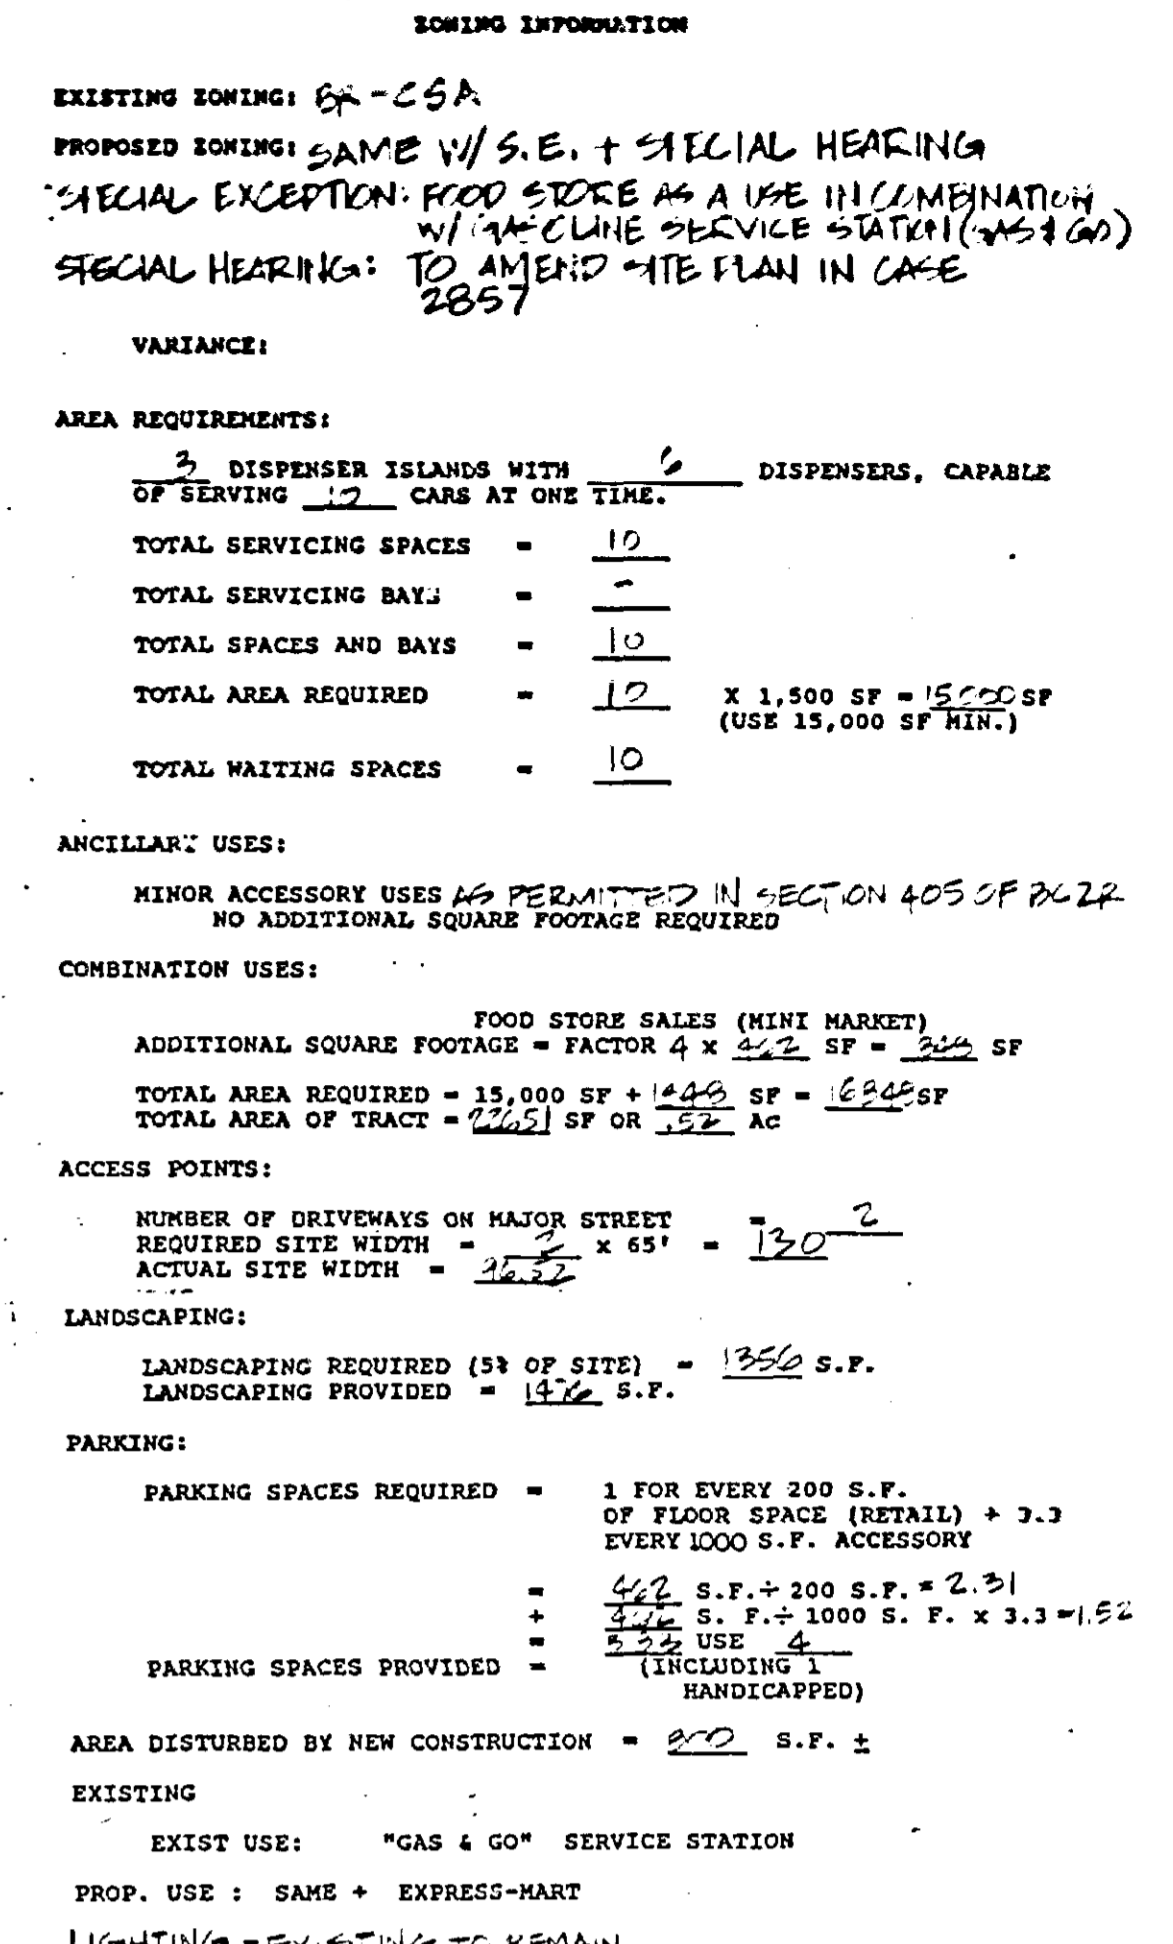 ZONING INFORMATION
EXISTING ZONING: BR-CSA
PROPOSED ZONING: SAME W/ S.E. + SPECIAL HEARING
SPECIAL EXCEPTION: FOOD STORE AS A USE IN COMBINATION
W/ GASOLINE SERVICE STATION (GAS & GO)
SPECIAL HEARING: TO AMEND SITE PLAN IN CASE
2857
VARIANCE:
AREA REQUIREMENTS:
3 DISPENSER ISLANDS WITH 6 DISPENSERS, CAPABLE
OF SERVING CARS AT ONE TIME.
TOTAL SERVICING SPACES = 10
TOTAL SERVICING BAYS = -
TOTAL SPACES AND BAYS = 10
TOTAL AREA REQUIRED = 10 X 1,500 SF = 15000 SF
(USE 15,000 SF MIN.)
TOTAL WAITING SPACES = 10
ANCILLARY USES:
MINOR ACCESSORY USES AS PERMITTED IN SECTION 405 OF BCZR
NO ADDITIONAL SQUARE FOOTAGE REQUIRED
COMBINATION USES:
FOOD STORE SALES (MINI MARKET)
ADDITIONAL SQUARE FOOTAGE = FACTOR 4 X 462 SF = SF
TOTAL AREA REQUIRED = 15,000 SF + SF = SF
TOTAL AREA OF TRACT = 22651 SF OR .52 AC
ACCESS POINTS:
NUMBER OF DRIVEWAYS ON MAJOR STREET = 2
REQUIRED SITE WIDTH = 2 X 65' = 130
ACTUAL SITE WIDTH = 96.52
LANDSCAPING:
LANDSCAPING REQUIRED (5% OF SITE) = 1356 S.F.
LANDSCAPING PROVIDED = 1476 S.F.
PARKING:
PARKING SPACES REQUIRED = 1 FOR EVERY 200 S.F.
OF FLOOR SPACE (RETAIL) + 3.3
EVERY 1000 S.F. ACCESSORY
= 462 S.F. ÷ 200 S.F. = 2.31
+ S. F. ÷ 1000 S. F. X 3.3 = 1.52
= USE 4
PARKING SPACES PROVIDED = (INCLUDING 1
HANDICAPPED)
AREA DISTURBED BY NEW CONSTRUCTION = S.F. ±
EXISTING
EXIST USE: "GAS & GO" SERVICE STATION
PROP. USE : SAME + EXPRESS-MART
LIGHTING - EXISTING TO REMAIN